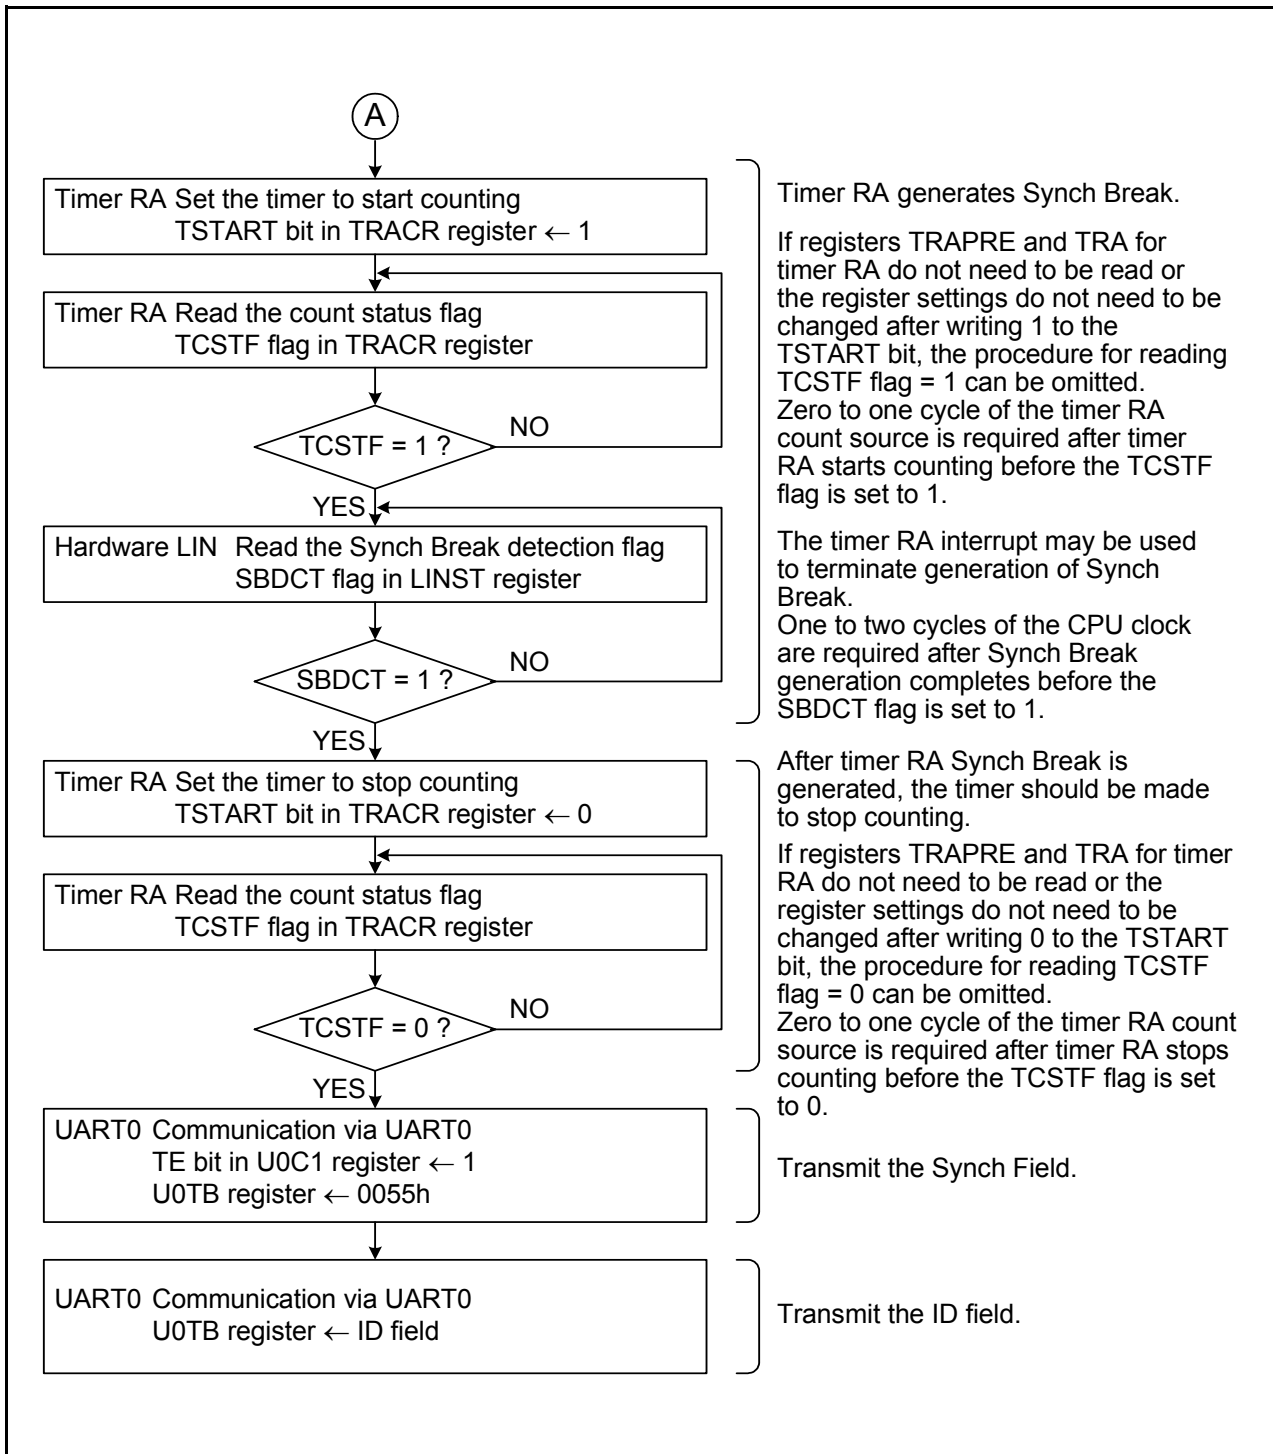 A
Timer RA Set the timer to start counting
TSTART bit in TRACR register ← 1
Timer RA Read the count status flag
TCSTF flag in TRACR register
TCSTF = 1 ?
NO
YES
Hardware LIN Read the Synch Break detection flag
SBDCT flag in LINST register
SBDCT = 1 ?
NO
YES
Timer RA generates Synch Break.
If registers TRAPRE and TRA for
timer RA do not need to be read or
the register settings do not need to be
changed after writing 1 to the
TSTART bit, the procedure for reading
TCSTF flag = 1 can be omitted.
Zero to one cycle of the timer RA
count source is required after timer
RA starts counting before the TCSTF
flag is set to 1.
The timer RA interrupt may be used
to terminate generation of Synch
Break.
One to two cycles of the CPU clock
are required after Synch Break
generation completes before the
SBDCT flag is set to 1.
Timer RA Set the timer to stop counting
TSTART bit in TRACR register ← 0
Timer RA Read the count status flag
TCSTF flag in TRACR register
TCSTF = 0 ?
NO
YES
After timer RA Synch Break is
generated, the timer should be made
to stop counting.
If registers TRAPRE and TRA for timer
RA do not need to be read or the
register settings do not need to be
changed after writing 0 to the TSTART
bit, the procedure for reading TCSTF
flag = 0 can be omitted.
Zero to one cycle of the timer RA count
source is required after timer RA stops
counting before the TCSTF flag is set
to 0.
UART0 Communication via UART0
TE bit in U0C1 register ← 1
U0TB register ← 0055h
Transmit the Synch Field.
UART0 Communication via UART0
U0TB register ← ID field
Transmit the ID field.